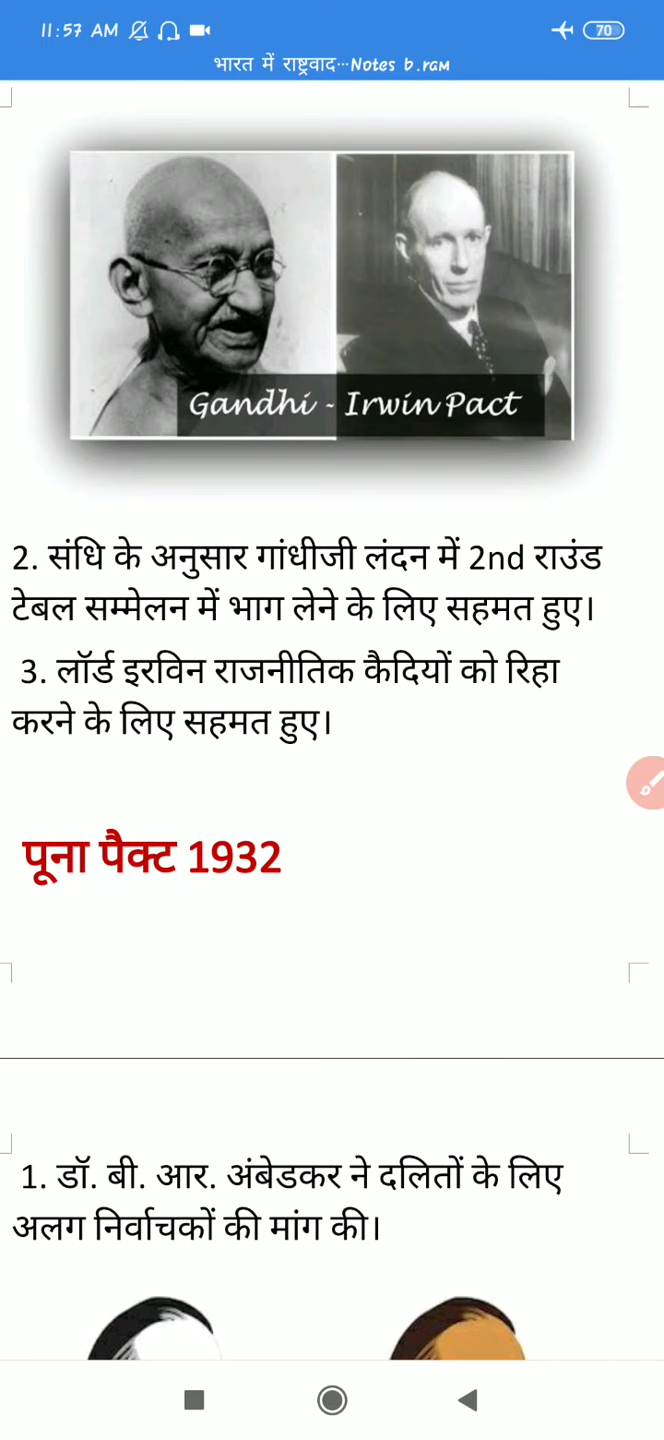 11:57 AM 70
भारत में राष्ट्रवाद...Notes b.ram
Gandhi - Irwin Pact
2. संधि के अनुसार गांधीजी लंदन में 2nd राउंड
टेबल सम्मेलन में भाग लेने के लिए सहमत हुए।
3. लॉर्ड इरविन राजनीतिक कैदियों को रिहा
करने के लिए सहमत हुए।
पूना पैक्ट 1932
1. डॉ. बी. आर. अंबेडकर ने दलितों के लिए
अलग निर्वाचकों की मांग की।